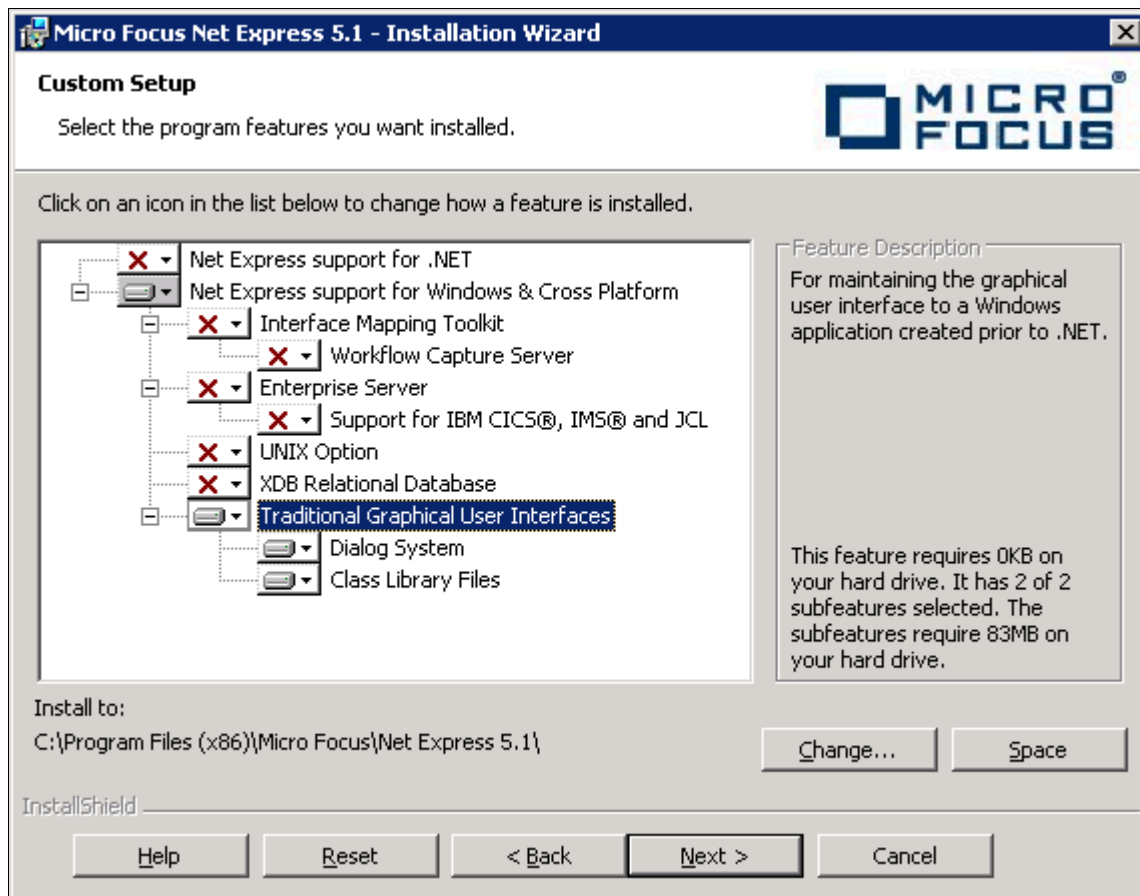 Micro Focus Net Express 5.1 - Installation Wizard
Custom Setup
Select the program features you want installed.
MICRO
FOCUS®
Click on an icon in the list below to change how a feature is installed.
Net Express support for .NET
Net Express support for Windows & Cross Platform
Interface Mapping Toolkit
Workflow Capture Server
Enterprise Server
Support for IBM CICS®, IMS® and JCL
UNIX Option
XDB Relational Database
Traditional Graphical User Interfaces
Dialog System
Class Library Files
Feature Description
For maintaining the graphical
user interface to a Windows
application created prior to .NET.
This feature requires 0KB on
your hard drive. It has 2 of 2
subfeatures selected. The
subfeatures require 83MB on
your hard drive.
Install to:
C:\Program Files (x86)\Micro Focus\Net Express 5.1\
Change...
Space
InstallShield
Help
Reset
< Back
Next >
Cancel